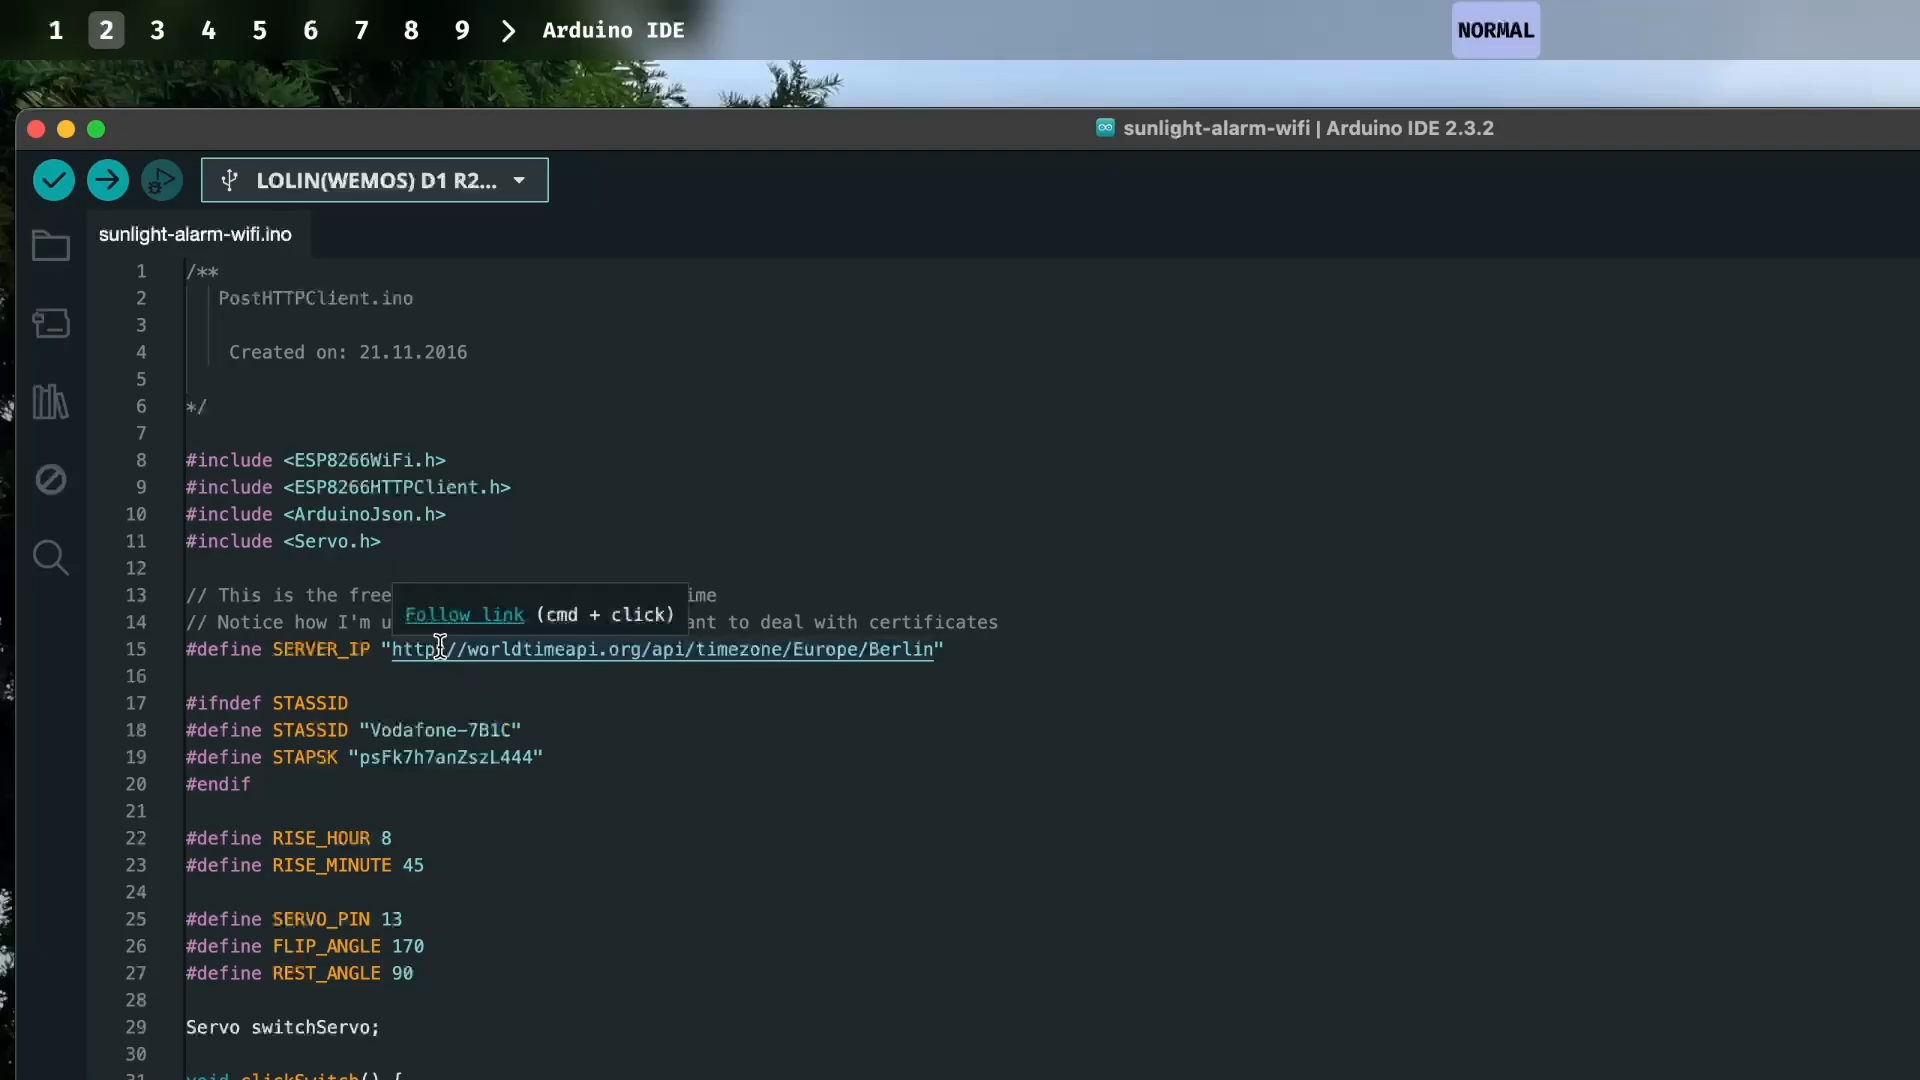 1 2 3 4 5 6 7 8 9 > Arduino IDE NORMAL
sunlight-alarm-wifi | Arduino IDE 2.3.2
LOLIN(WEMOS) D1 R2...
sunlight-alarm-wifi.ino
1 /**
2 PostHTTPClient.ino
3
4 Created on: 21.11.2016
5
6 */
7
8 #include <ESP8266WiFi.h>
9 #include <ESP8266HTTPClient.h>
10 #include <ArduinoJson.h>
11 #include <Servo.h>
12
13 // This is the free
Follow link (cmd + click)
14 // Notice how I'm u ant to deal with certificates
15 #define SERVER_IP "http://worldtimeapi.org/api/timezone/Europe/Berlin"
16
17 #ifndef STASSID
18 #define STASSID "Vodafone-7B1C"
19 #define STAPSK "psFk7h7anZszL444"
20 #endif
21
22 #define RISE_HOUR 8
23 #define RISE_MINUTE 45
24
25 #define SERVO_PIN 13
26 #define FLIP_ANGLE 170
27 #define REST_ANGLE 90
28
29 Servo switchServo;
30
31 void clickSwitch() {